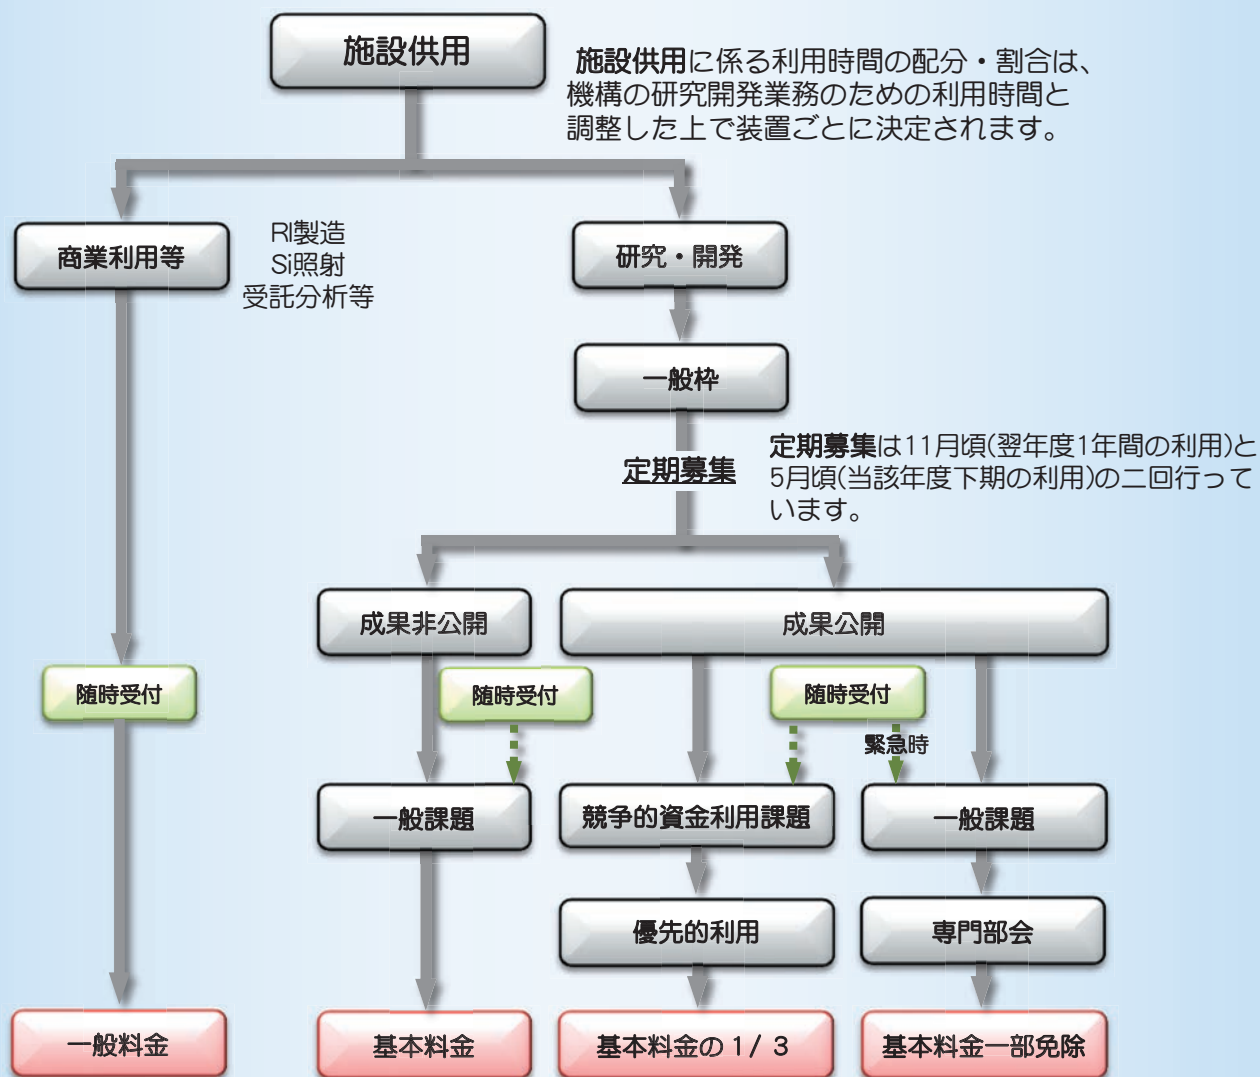 施設供用
施設供用に係る利用時間の配分・割合は、
機構の研究開発業務のための利用時間と
調整した上で装置ごとに決定されます。
商業利用等
RI製造
Si照射
受託分析等
研究・開発
一般枠
定期募集
定期募集は11月頃(翌年度1年間の利用)と
5月頃(当該年度下期の利用)の二回行って
います。
成果非公開
成果公開
随時受付
随時受付
随時受付
緊急時
一般課題
競争的資金利用課題
一般課題
優先的利用
専門部会
一般料金
基本料金
基本料金の1/3
基本料金一部免除